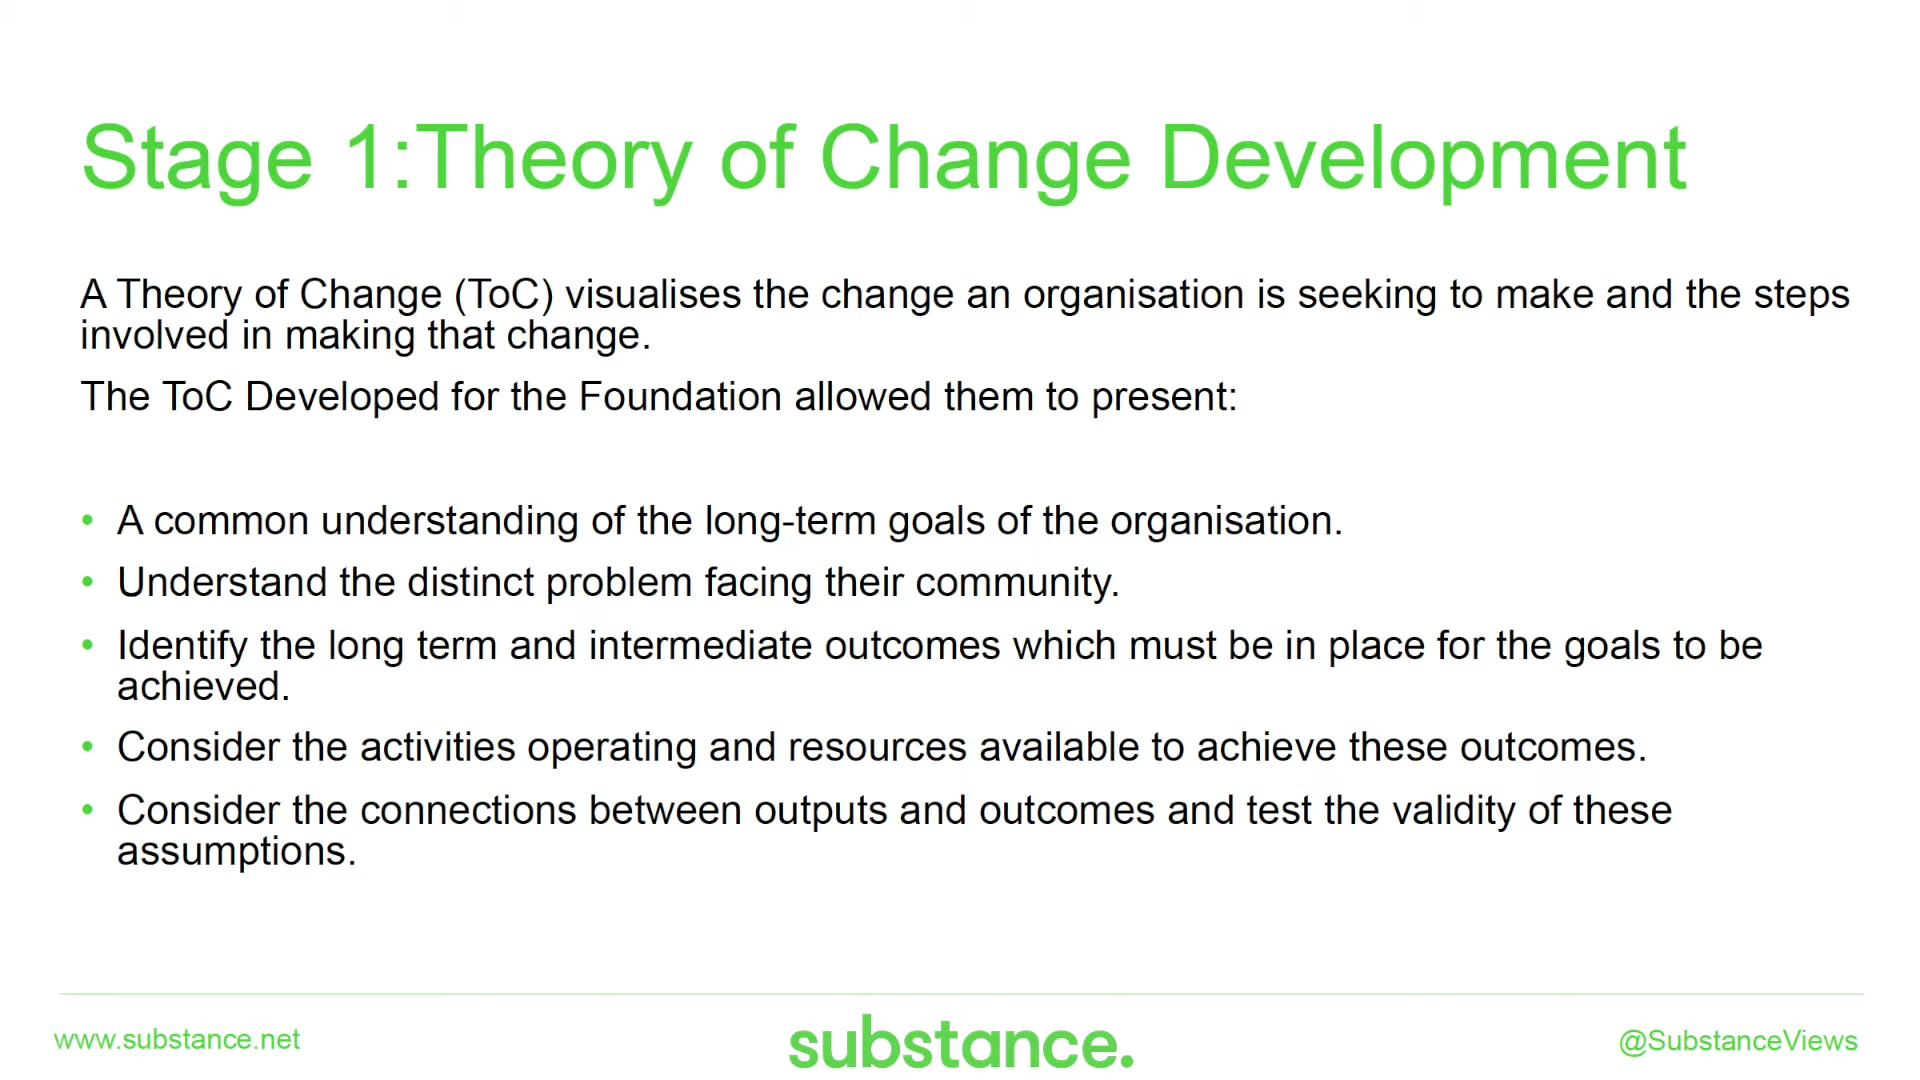 Stage 1:Theory of Change Development
A Theory of Change (ToC) visualises the change an organisation is seeking to make and the steps
involved in making that change.
The ToC Developed for the Foundation allowed them to present:
• A common understanding of the long-term goals of the organisation.
• Understand the distinct problem facing their community.
• Identify the long term and intermediate outcomes which must be in place for the goals to be
achieved.
• Consider the activities operating and resources available to achieve these outcomes.
• Consider the connections between outputs and outcomes and test the validity of these
assumptions.
www.substance.net
substance.
@SubstanceViews